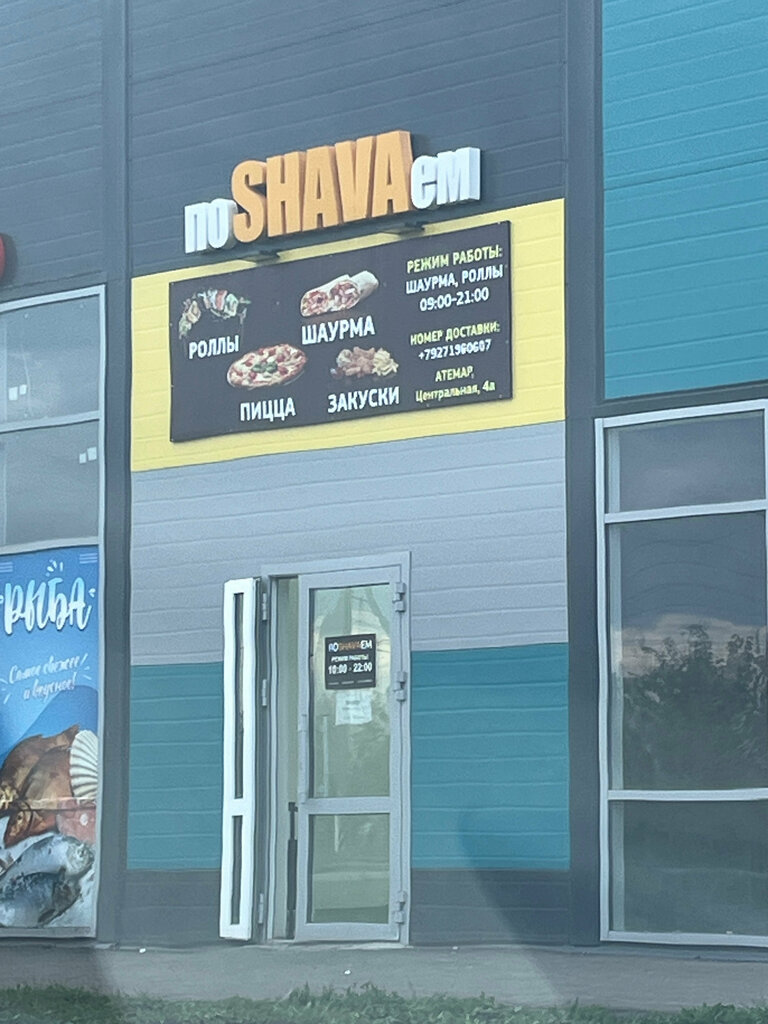 поSHAVAем
РЕЖИМ РАБОТЫ:
ШАУРМА, РОЛЛЫ
09:00-21:00
РОЛЛЫ
ШАУРМА
НОМЕР ДОСТАВКИ:
+79271960607
ПИЦЦА
ЗАКУСКИ
АТЕМАР,
Центральная, 4а
РЫБА
Самое свежее
и вкусное!
ПОSHAVAЕМ
РЕЖИМ РАБОТЫ
10:00 - 22:00